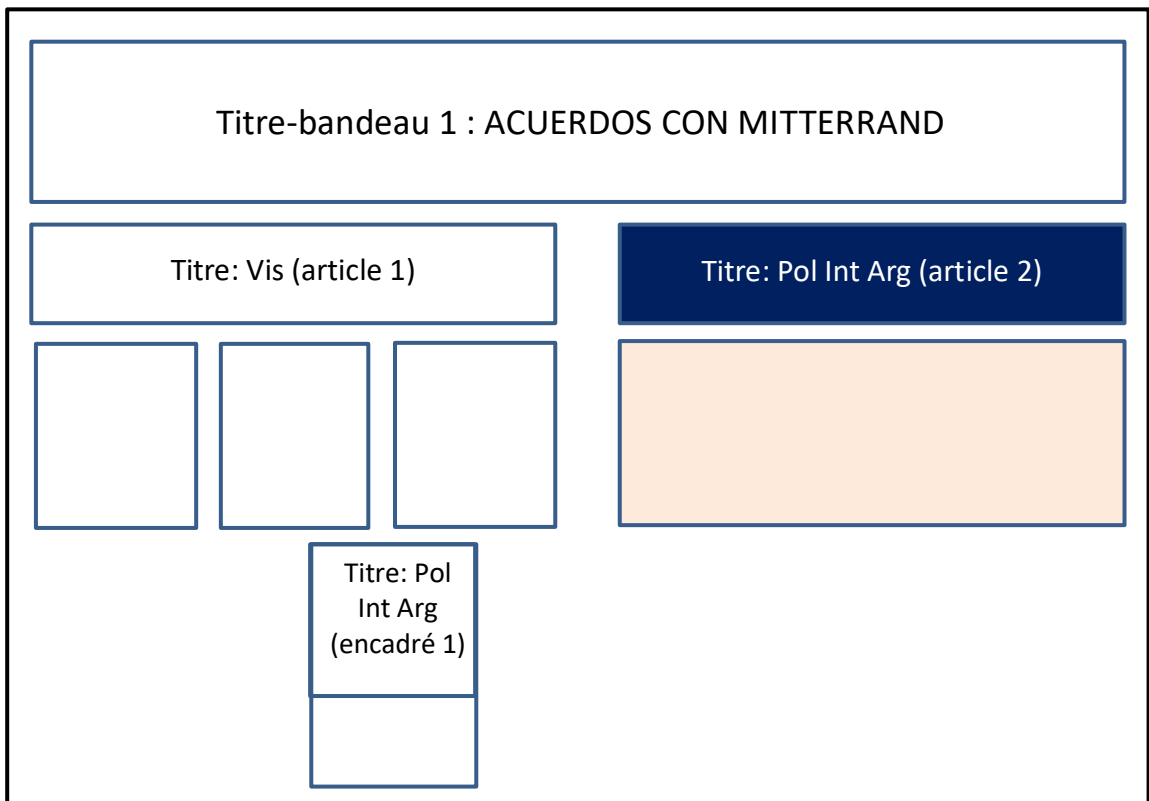 Titre-bandeau 1 : ACUERDOS CON MITTERRAND
Titre: Vis (article 1)
Titre: Pol Int Arg (article 2)
Titre: Pol
Int Arg
(encadré 1)